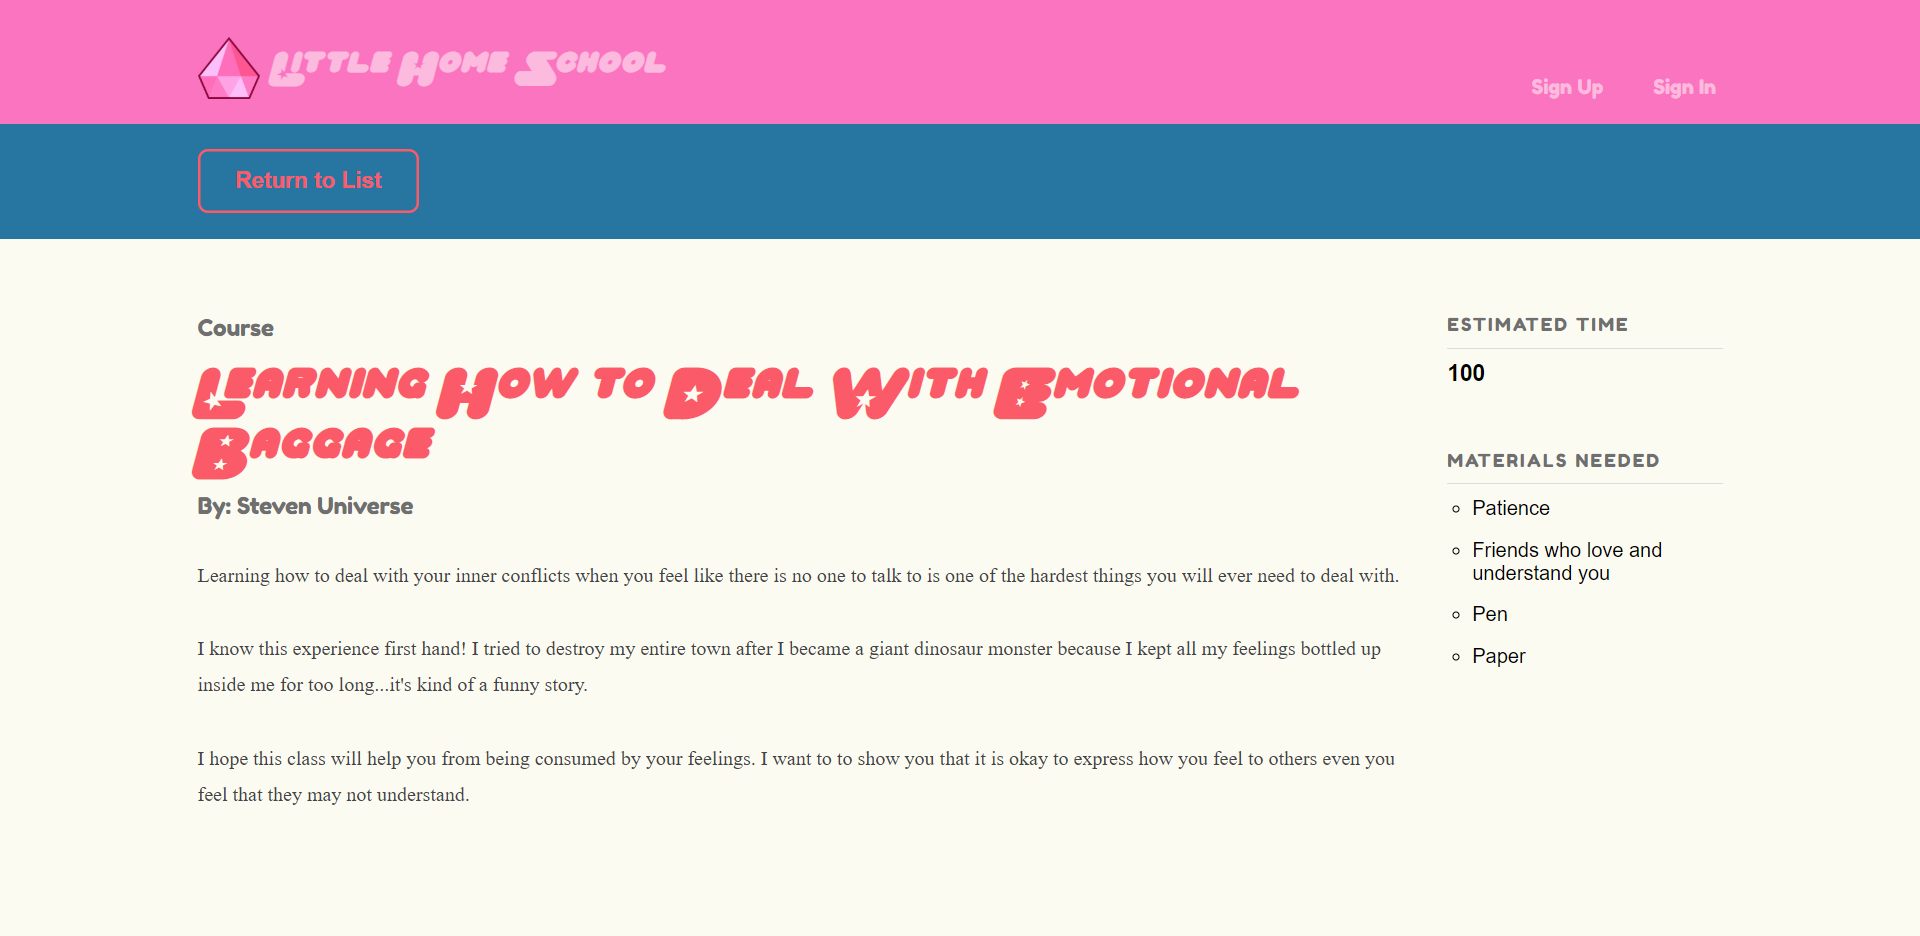 Little Home School
Sign Up
Sign In
Return to List
Course
Learning How to Deal With Emotional
Baggage
By: Steven Universe
Learning how to deal with your inner conflicts when you feel like there is no one to talk to is one of the hardest things you will ever need to deal with.
I know this experience first hand! I tried to destroy my entire town after I became a giant dinosaur monster because I kept all my feelings bottled up
inside me for too long...it's kind of a funny story.
I hope this class will help you from being consumed by your feelings. I want to to show you that it is okay to express how you feel to others even you
feel that they may not understand.
ESTIMATED TIME
100
MATERIALS NEEDED
Patience
Friends who love and
understand you
Pen
Paper